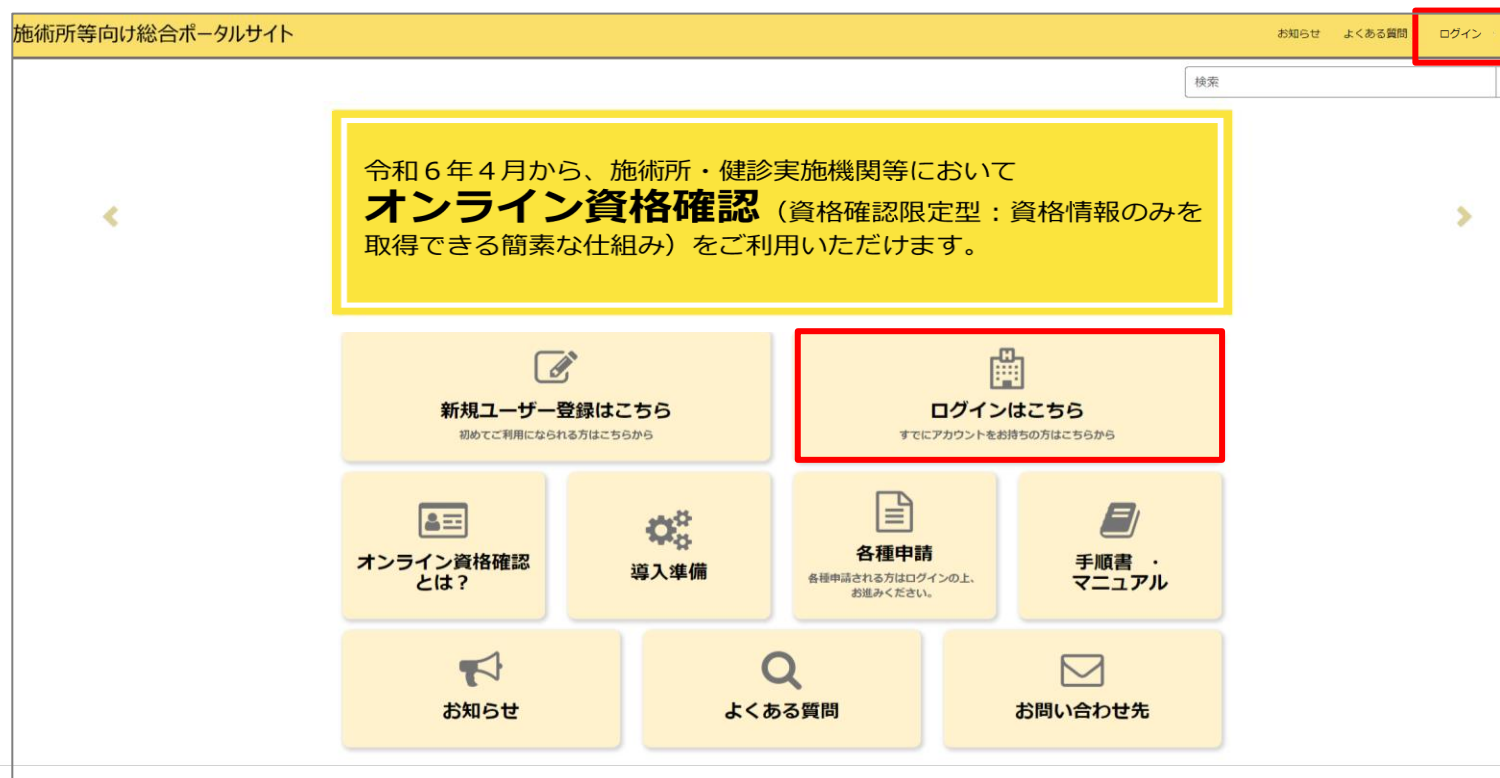 施術所等向け総合ポータルサイト
お知らせ よくある質問 ログイン
検索
令和６年４月から、施術所・健診実施機関等において
オンライン資格確認（資格確認限定型：資格情報のみを
取得できる簡素な仕組み）をご利用いただけます。
新規ユーザー登録はこちら
初めてご利用になられる方はこちらから
ログインはこちら
すでにアカウントをお持ちの方はこちらから
オンライン資格確認
とは？
導入準備
各種申請
各種申請される方はログインの上、
お進みください。
手順書 ・
マニュアル
お知らせ
よくある質問
お問い合わせ先